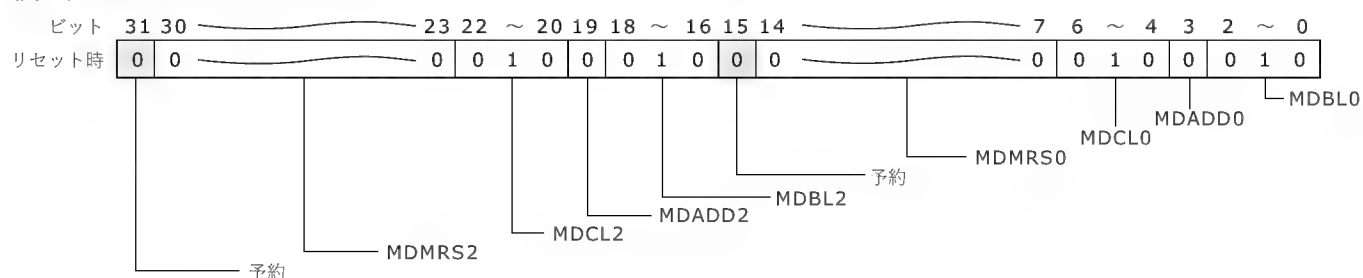 ビット 31 30 23 22 ～ 20 19 18 ～ 16 15 14 7 6 ～ 4 3 2 ～ 0
リセット時 0 0 0 0 1 0 0 0 1 0 0 0 0 0 1 0 0 0 1 0
MDBL0
MDADD0
MDCL0
MDMRS0
予約
MDBL2
MDADD2
MDCL2
MDMRS2
予約